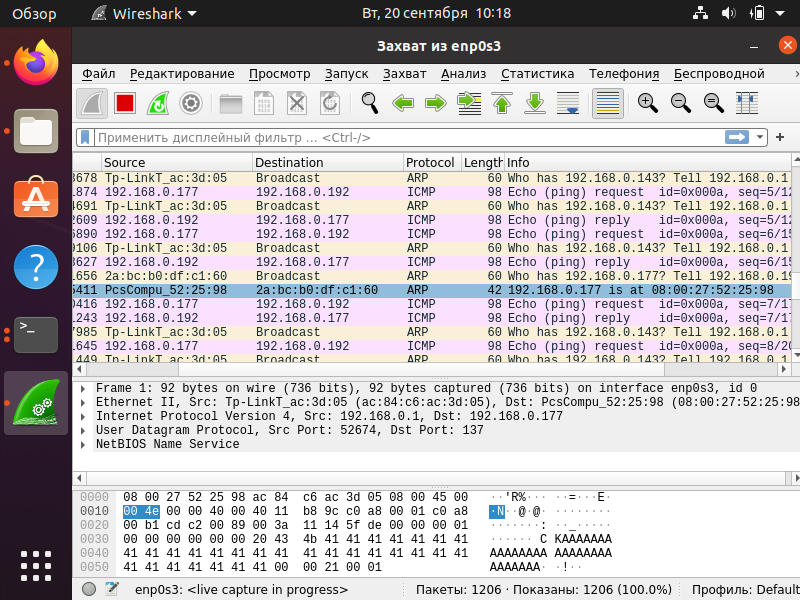 Обзор
Wireshark
Вт, 20 сентября 10:18
Захват из enp0s3
Файл Редактирование Просмотр Запуск Захват Анализ Статистика Телефония Беспроводной
Применить дисплейный фильтр ... <Ctrl-/>
Source Destination Protocol Length Info
3678 Tp-LinkT_ac:3d:05 Broadcast ARP 60 Who has 192.168.0.143? Tell 192.168.0.1
1874 192.168.0.177 192.168.0.192 ICMP 98 Echo (ping) request id=0x000a, seq=5/12
4691 Tp-LinkT_ac:3d:05 Broadcast ARP 60 Who has 192.168.0.143? Tell 192.168.0.1
2609 192.168.0.192 192.168.0.177 ICMP 98 Echo (ping) reply id=0x000a, seq=5/12
6890 192.168.0.177 192.168.0.192 ICMP 98 Echo (ping) request id=0x000a, seq=6/15
9106 Tp-LinkT_ac:3d:05 Broadcast ARP 60 Who has 192.168.0.143? Tell 192.168.0.1
3627 192.168.0.192 192.168.0.177 ICMP 98 Echo (ping) reply id=0x000a, seq=6/15
1656 2a:bc:b0:df:c1:60 Broadcast ARP 60 Who has 192.168.0.177? Tell 192.168.0.19
5411 PcsCompu_52:25:98 2a:bc:b0:df:c1:60 ARP 42 192.168.0.177 is at 08:00:27:52:25:98
0416 192.168.0.177 192.168.0.192 ICMP 98 Echo (ping) request id=0x000a, seq=7/17
1243 192.168.0.192 192.168.0.177 ICMP 98 Echo (ping) reply id=0x000a, seq=7/17
7985 Tp-LinkT_ac:3d:05 Broadcast ARP 60 Who has 192.168.0.143? Tell 192.168.0.1
1645 192.168.0.177 192.168.0.192 ICMP 98 Echo (ping) request id=0x000a, seq=8/20
1449 Tp-LinkT_ac:3d:05 Broadcast ARP 60 Who has 192.168.0.143? Tell 192.168.0.1
Frame 1: 92 bytes on wire (736 bits), 92 bytes captured (736 bits) on interface enp0s3, id 0
Ethernet II, Src: Tp-LinkT_ac:3d:05 (ac:84:c6:ac:3d:05), Dst: PcsCompu_52:25:98 (08:00:27:52:25:98
Internet Protocol Version 4, Src: 192.168.0.1, Dst: 192.168.0.177
User Datagram Protocol, Src Port: 52674, Dst Port: 137
NetBIOS Name Service
0000 08 00 27 52 25 98 ac 84 c6 ac 3d 05 08 00 45 00 ··'R%··· ··=···E·
0010 00 4e 00 00 40 00 40 11 b8 9c c0 a8 00 01 c0 a8 ·N··@·@· ········
0020 00 b1 cd c2 00 89 00 3a 11 14 5f de 00 00 00 01 ·······: ··_·····
0030 00 00 00 00 00 00 20 43 4b 41 41 41 41 41 41 41 ······ C KAAAAAAA
0040 41 41 41 41 41 41 41 41 41 41 41 41 41 41 41 41 AAAAAAAA AAAAAAAA
0050 41 41 41 41 41 41 41 00 00 21 00 01 AAAAAAA· ·!··
enp0s3: <live capture in progress> Пакеты: 1206 · Показаны: 1206 (100.0%) Профиль: Default